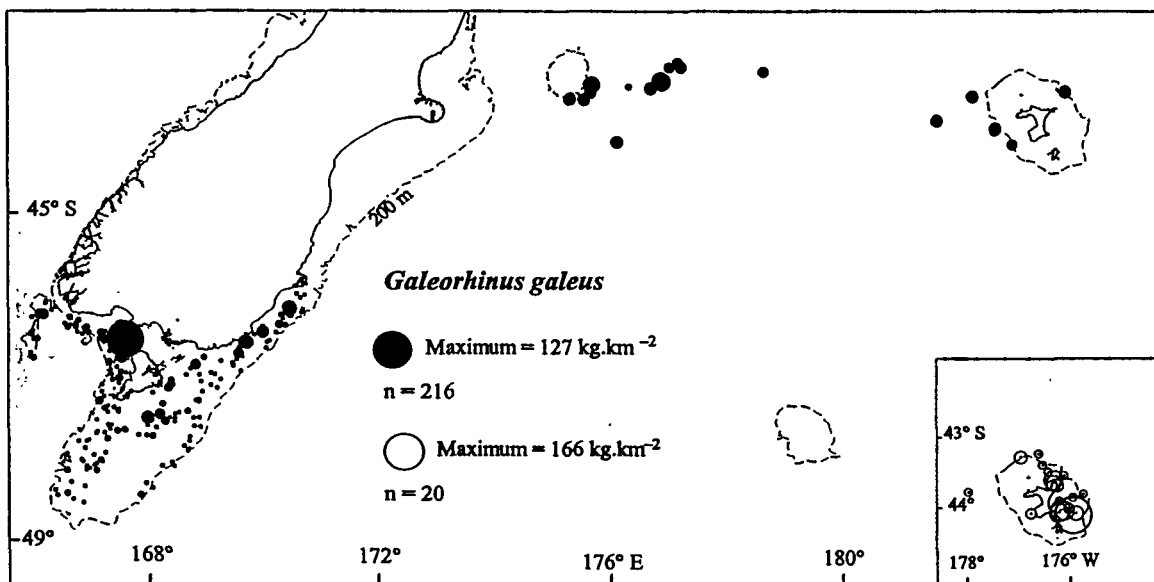 200 m
45° S
Galeorhinus galeus
Maximum = 127 kg.km⁻²
n = 216
Maximum = 166 kg.km⁻²
n = 20
49°
168°
172°
176° E
180°
43° S
44°
178°
176° W